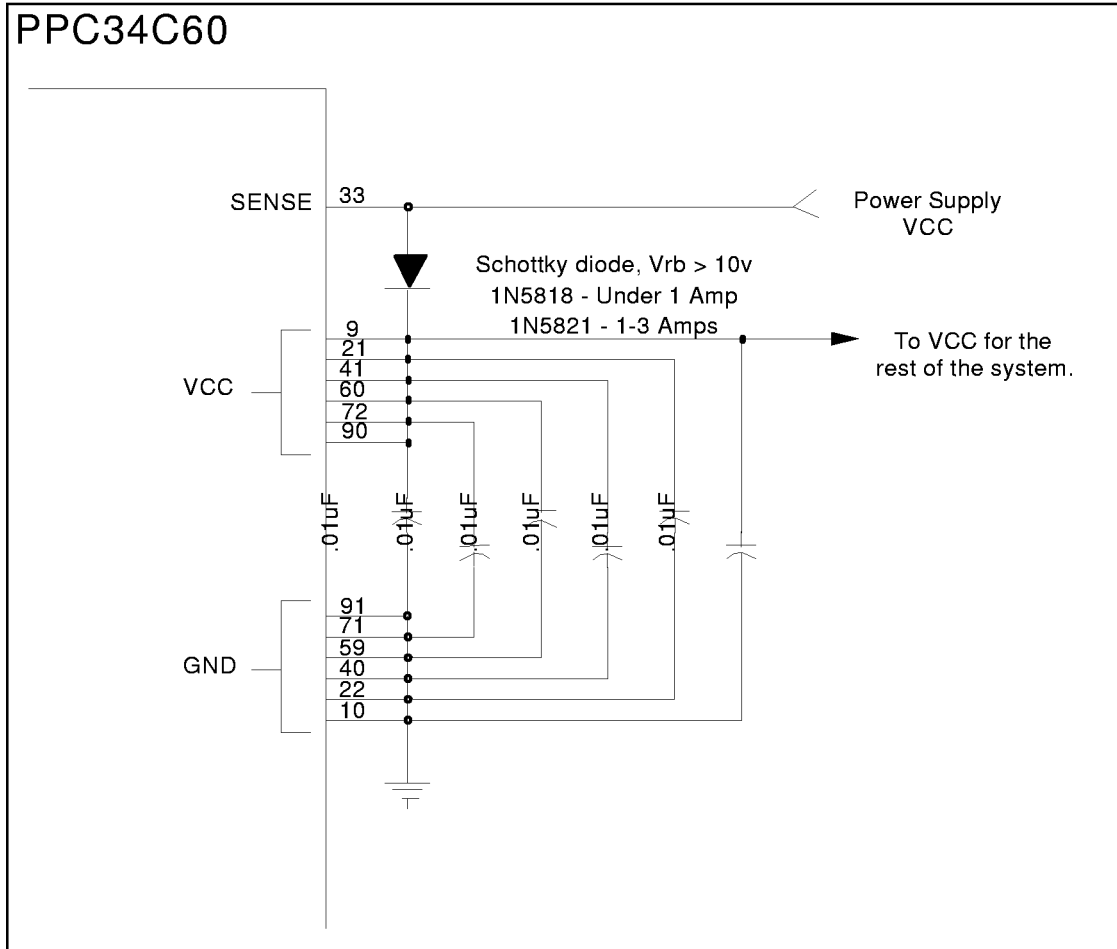 PPC34C60
SENSE
33
Power Supply
VCC
Schottky diode, Vrb > 10v
1N5818 - Under 1 Amp
1N5821 - 1-3 Amps
9
21
41
60
72
90
VCC
To VCC for the
rest of the system.
.01uF
.01uF
.01uF
.01uF
.01uF
.01uF
91
71
59
40
22
10
GND